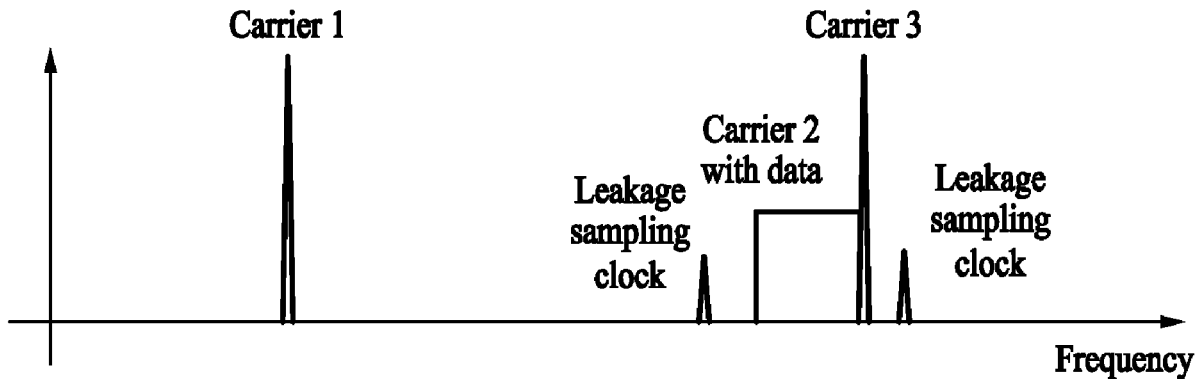 Carrier 1
Carrier 3
Carrier 2
with data
Leakage
sampling
clock
Leakage
sampling
clock
Frequency